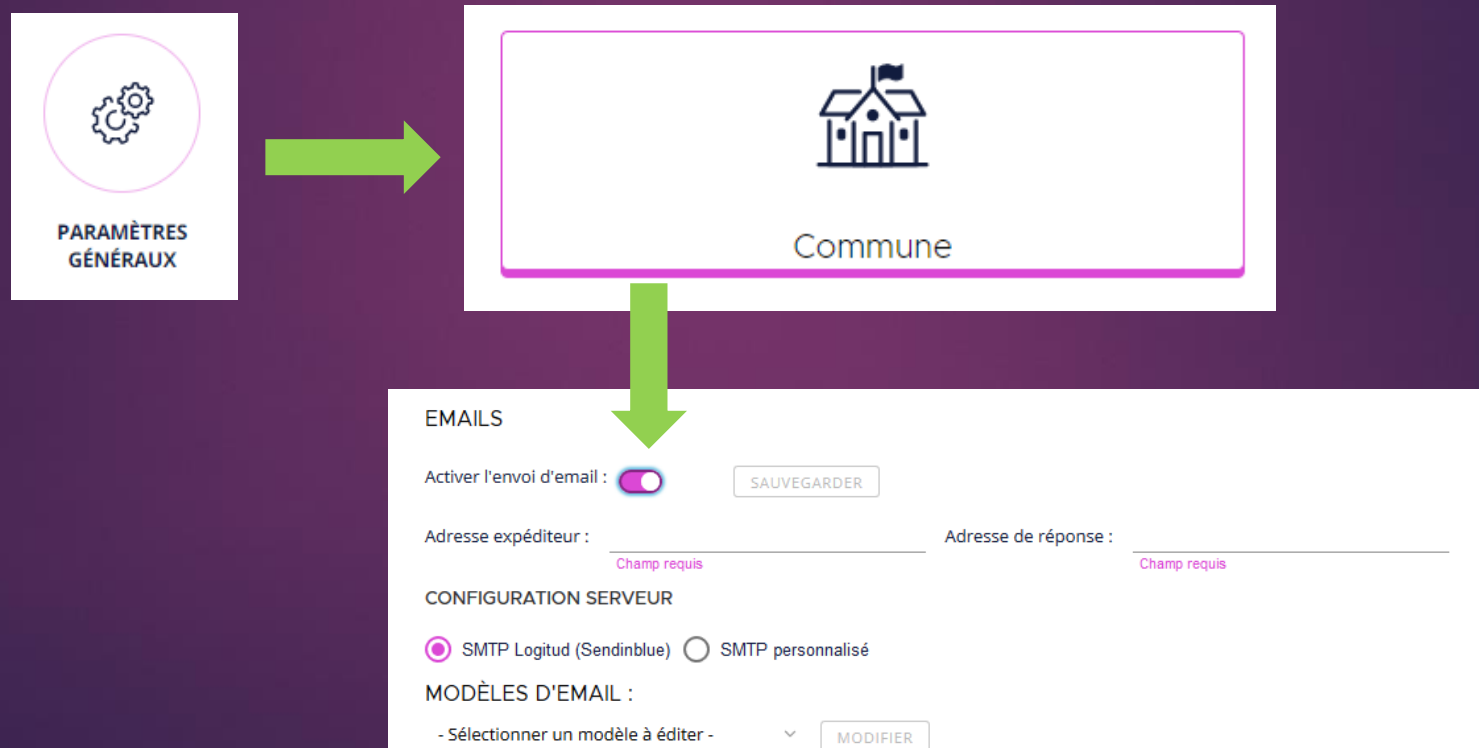 PARAMÈTRES
GÉNÉRAUX
Commune
EMAILS
Activer l'envoi d'email :
SAUVEGARDER
Adresse expéditeur :
Adresse de réponse :
Champ requis
Champ requis
CONFIGURATION SERVEUR
SMTP Logitud (Sendinblue)
SMTP personnalisé
MODÈLES D'EMAIL :
- Sélectionner un modèle à éditer -
MODIFIER